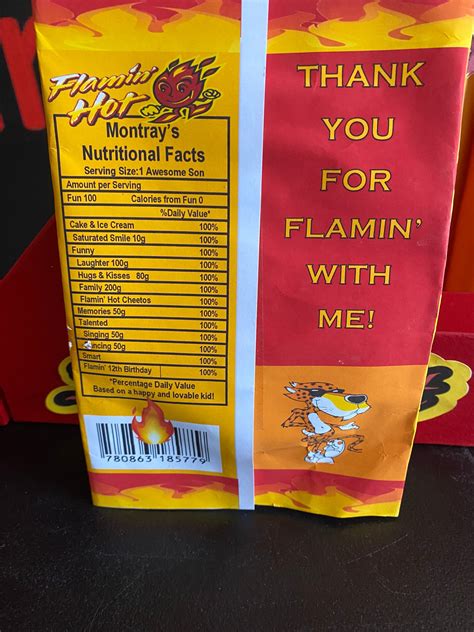 Flamin'
Hot
Montray's
Nutritional Facts
Serving Size:1 Awesome Son
Amount per Serving
Fun 100 Calories from Fun 0
%Daily Value*
Cake & Ice Cream 100%
Saturated Smile 10g 100%
Funny 100%
Laughter 100g 100%
Hugs & Kisses 80g 100%
Family 200g 100%
Flamin' Hot Cheetos 100%
Memories 50g 100%
Talented 100%
Singing 50g 100%
ncing 50g 100%
Smart 100%
Flamin' 12th Birthday 100%
*Percentage Daily Value
Based on a happy and lovable kid!
780863 185779
THANK
YOU
FOR
FLAMIN'
WITH
ME!